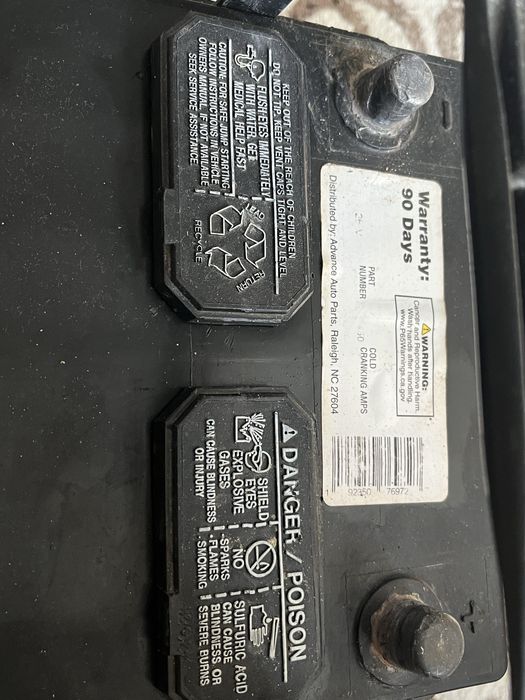 KEEP OUT OF THE REACH OF CHILDREN
DO NOT TIP. KEEP VENT CAPS TIGHT AND LEVEL
FLUSH EYES IMMEDIATELY
WITH WATER, GET
MEDICAL HELP FAST
CAUTION: FOR SAFE JUMP STARTING,
FOLLOW INSTRUCTIONS IN VEHICLE
OWNERS MANUAL. IF NOT AVAILABLE
SEEK SERVICE ASSISTANCE.
LEAD
RETURN
RECYCLE
Warranty:
90 Days
PART
NUMBER
COLD
CRANKING AMPS
Distributed by: Advance Auto Parts, Raleigh, NC 27604
WARNING:
Cancer and Reproductive Harm.
Wash hands after handling.
www.P65Warnings.ca.gov
76972
DANGER / POISON
SHIELD
EYES
EXPLOSIVE
GASES
CAN CAUSE BLINDNESS
OR INJURY
NO
-SPARKS
-FLAMES
-SMOKING
SULFURIC ACID
CAN CAUSE
BLINDNESS OR
SEVERE BURNS
+
-